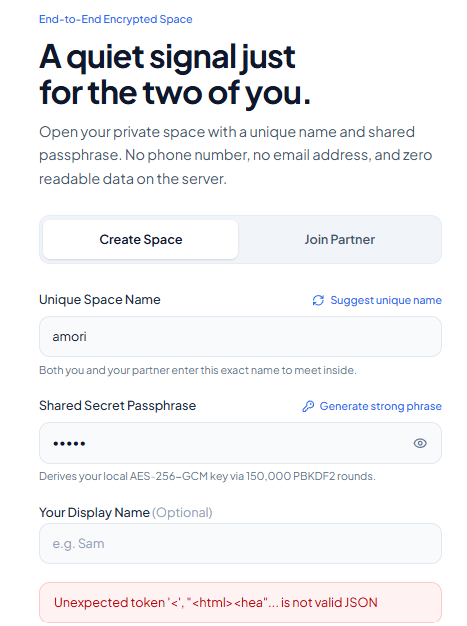 End-to-End Encrypted Space
A quiet signal just
for the two of you.
Open your private space with a unique name and shared
passphrase. No phone number, no email address, and zero
readable data on the server.
Create Space
Join Partner
Unique Space Name
Suggest unique name
amori
Both you and your partner enter this exact name to meet inside.
Shared Secret Passphrase
Generate strong phrase
•••••
Derives your local AES-256-GCM key via 150,000 PBKDF2 rounds.
Your Display Name (Optional)
e.g. Sam
Unexpected token '<', "<html> <hea"... is not valid JSON